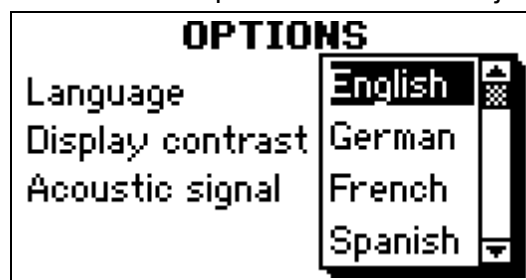 OPTIONS
Language
Display contrast
Acoustic signal
English
German
French
Spanish